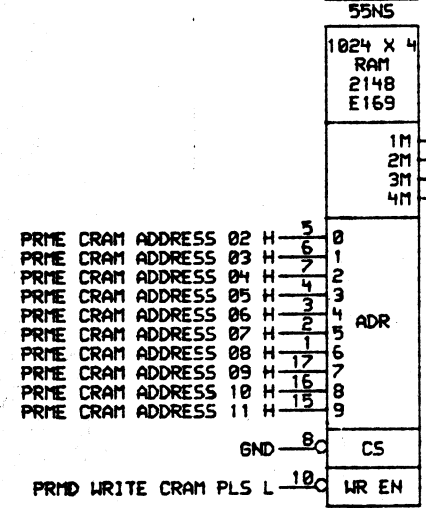 55NS
1024 X 4
RAM
2148
E169
1M
2M
3M
4M
PRME CRAM ADDRESS 02 H 5 0
PRME CRAM ADDRESS 03 H 6 1
PRME CRAM ADDRESS 04 H 7 2
PRME CRAM ADDRESS 05 H 4 3
PRME CRAM ADDRESS 06 H 3 4
PRME CRAM ADDRESS 07 H 2 5 ADR
PRME CRAM ADDRESS 08 H 1 6
PRME CRAM ADDRESS 09 H 17 7
PRME CRAM ADDRESS 10 H 16 8
PRME CRAM ADDRESS 11 H 15 9
GND 8 CS
PRMD WRITE CRAM PLS L 10 WR EN